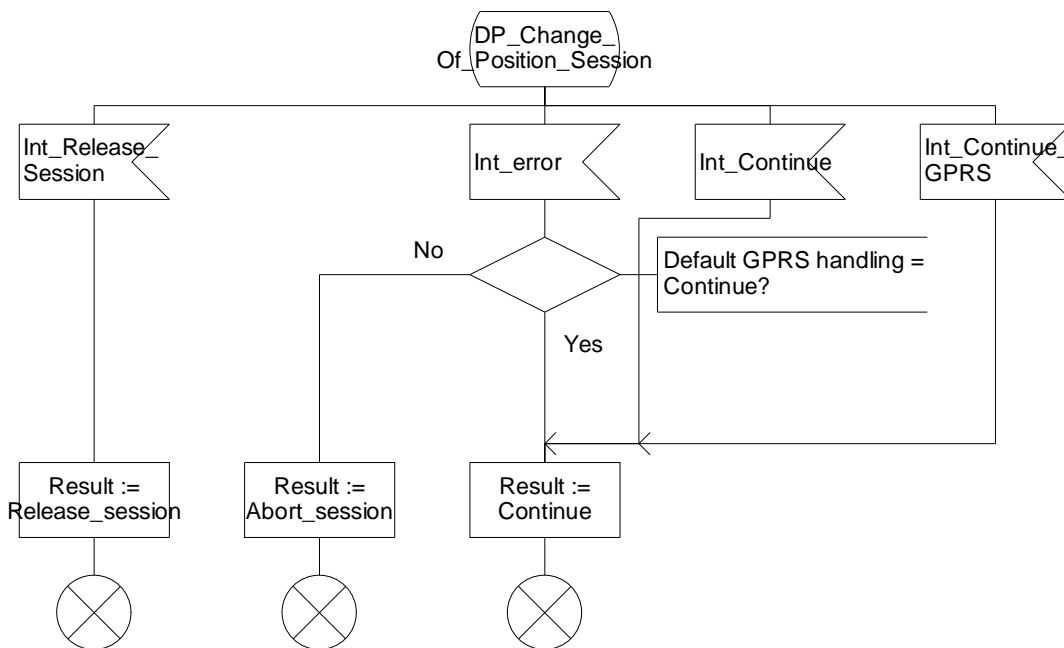 DP_Change_
Of_Position_Session
Int_Release_
Session
Int_error
Int_Continue
Int_Continue_
GPRS
No
Default GPRS handling =
Continue?
Yes
Result :=
Release_session
Result :=
Abort_session
Result :=
Continue